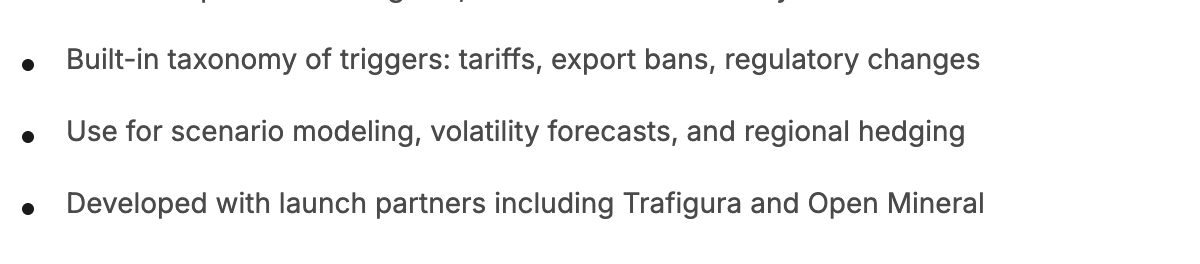 • Built-in taxonomy of triggers: tariffs, export bans, regulatory changes
• Use for scenario modeling, volatility forecasts, and regional hedging
• Developed with launch partners including Trafigura and Open Mineral